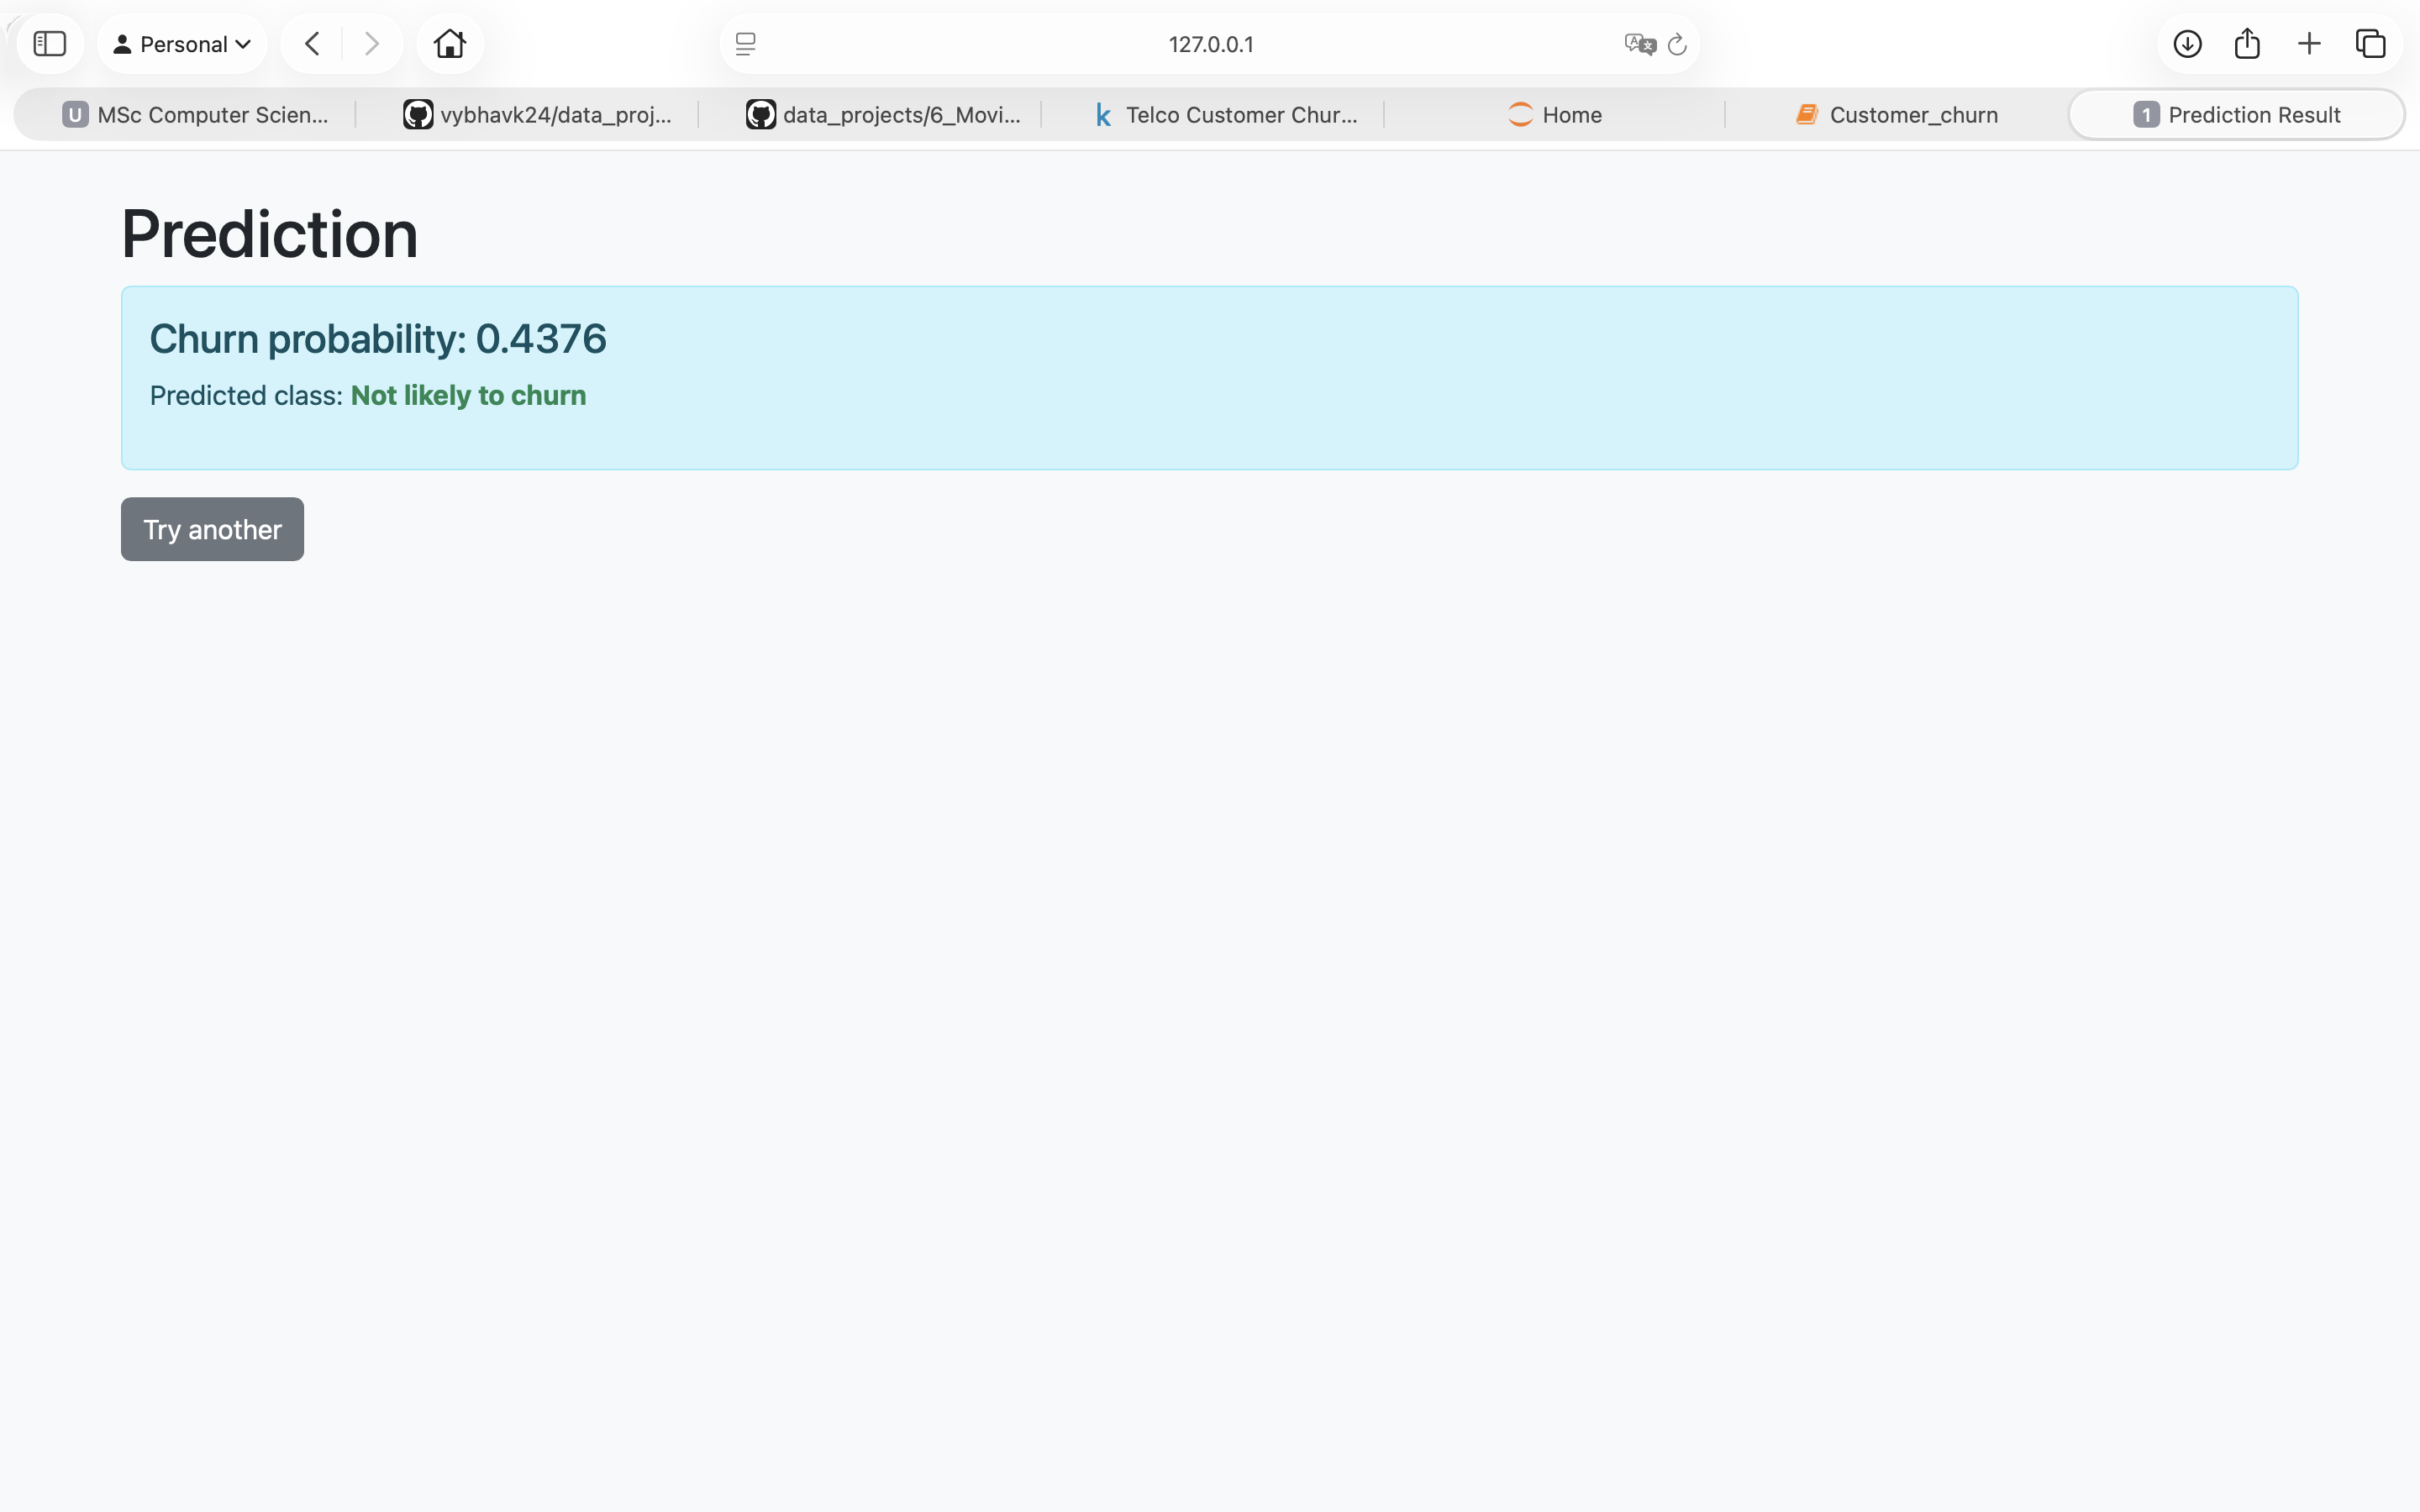 Personal
127.0.0.1
U MSc Computer Scien...
vybhavk24/data_proj...
data_projects/6_Movi...
k Telco Customer Chur...
Home
Customer_churn
1 Prediction Result
Prediction
Churn probability: 0.4376
Predicted class: Not likely to churn
Try another